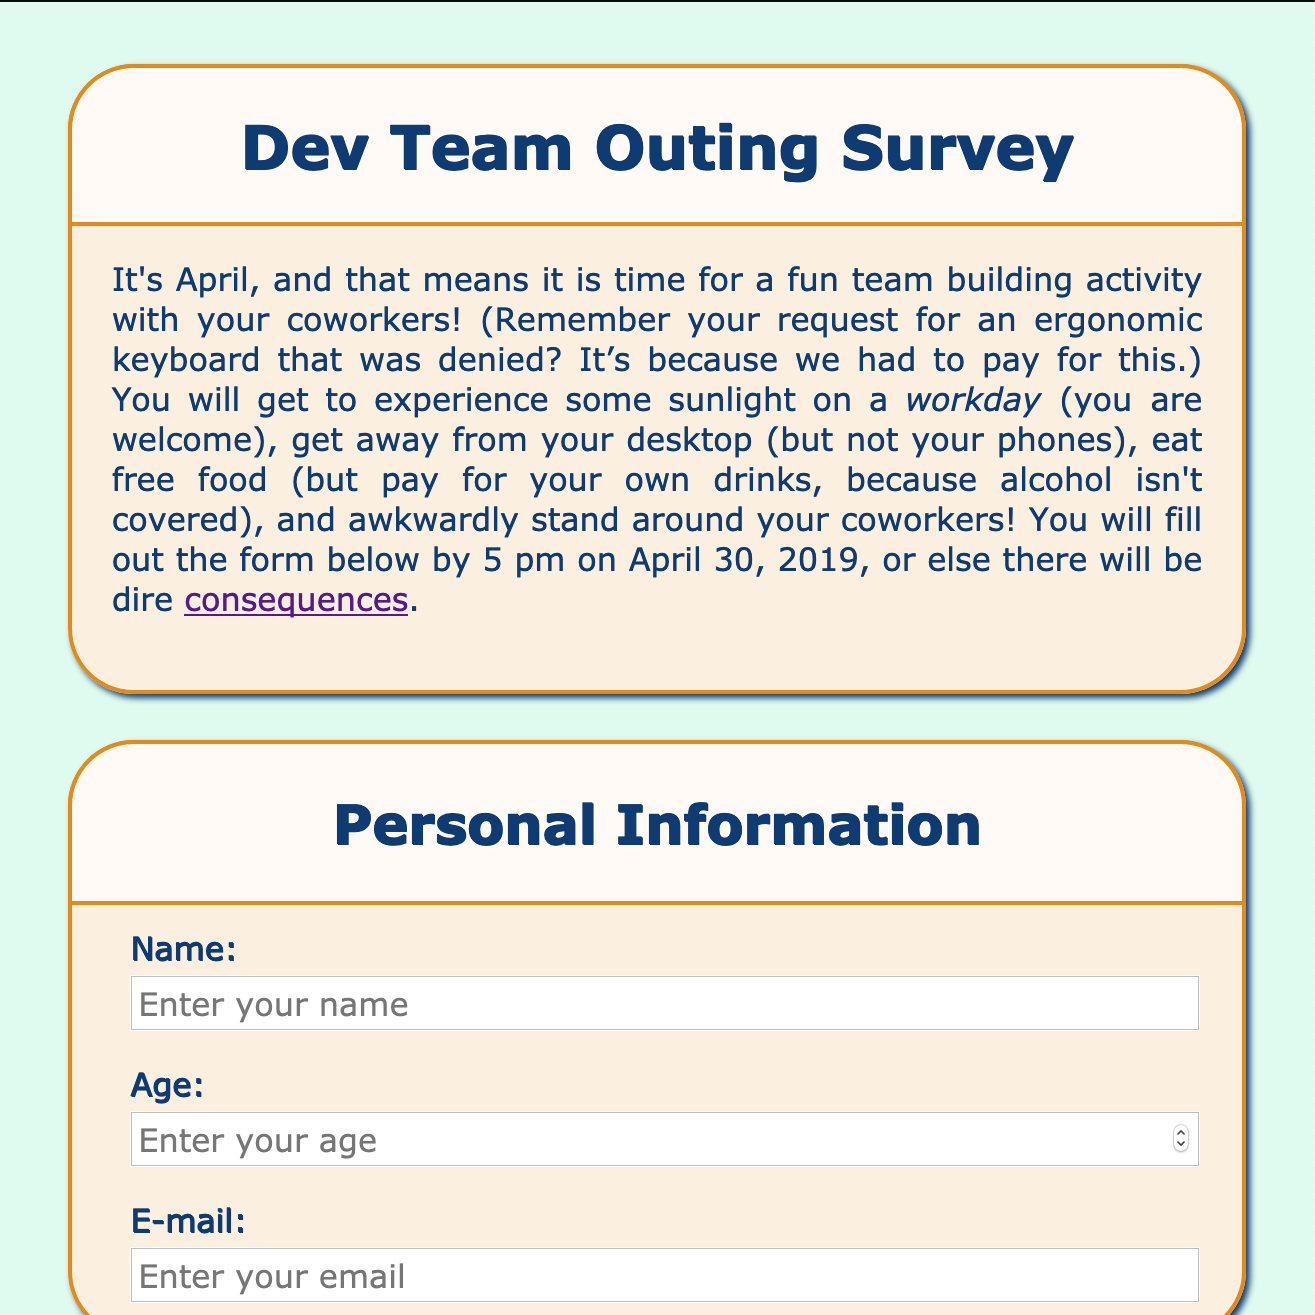 Dev Team Outing Survey
It's April, and that means it is time for a fun team building activity
with your coworkers! (Remember your request for an ergonomic
keyboard that was denied? It’s because we had to pay for this.)
You will get to experience some sunlight on a workday (you are
welcome), get away from your desktop (but not your phones), eat
free food (but pay for your own drinks, because alcohol isn't
covered), and awkwardly stand around your coworkers! You will fill
out the form below by 5 pm on April 30, 2019, or else there will be
dire consequences.
Personal Information
Name:
Enter your name
Age:
Enter your age
E-mail:
Enter your email